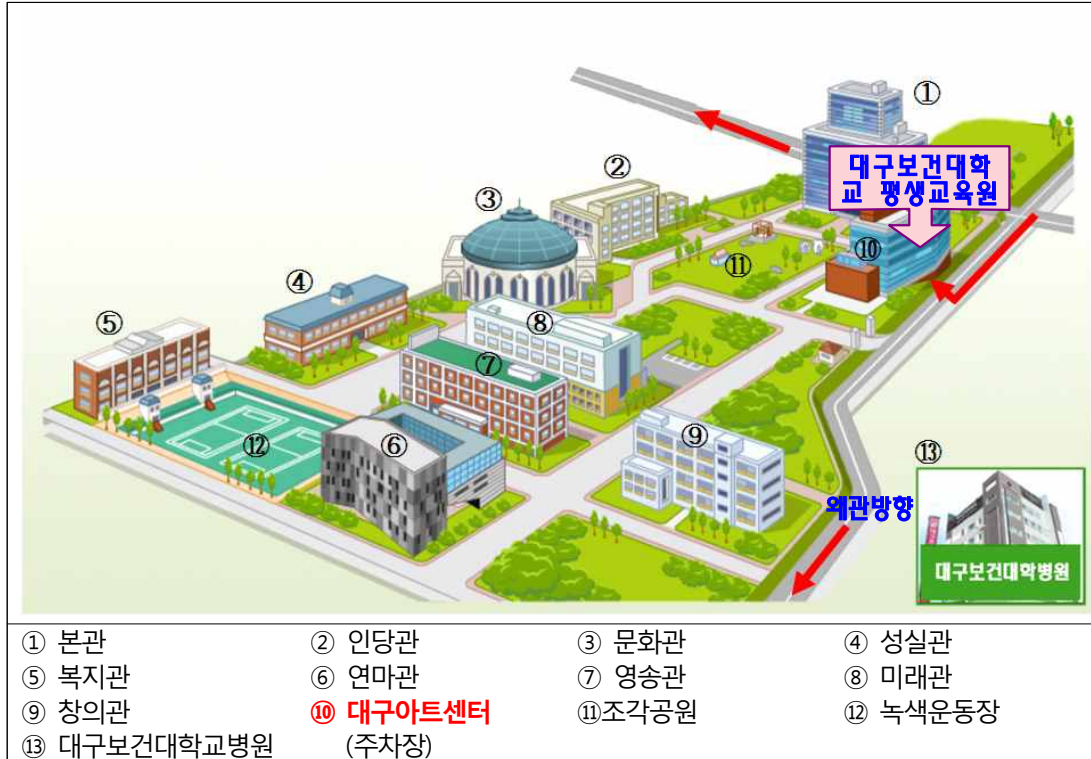 ①
대구보건대학
교 평생교육원
②
③
⑩
⑪
④
⑤
⑧
⑦
⑥
⑨
⑫
⑬
왜관방향
대구보건대학병원
① 본관 ② 인당관 ③ 문화관 ④ 성실관
⑤ 복지관 ⑥ 연마관 ⑦ 영송관 ⑧ 미래관
⑨ 창의관 ⑩ 대구아트센터 ⑪조각공원 ⑫ 녹색운동장
⑬ 대구보건대학교병원 (주차장)